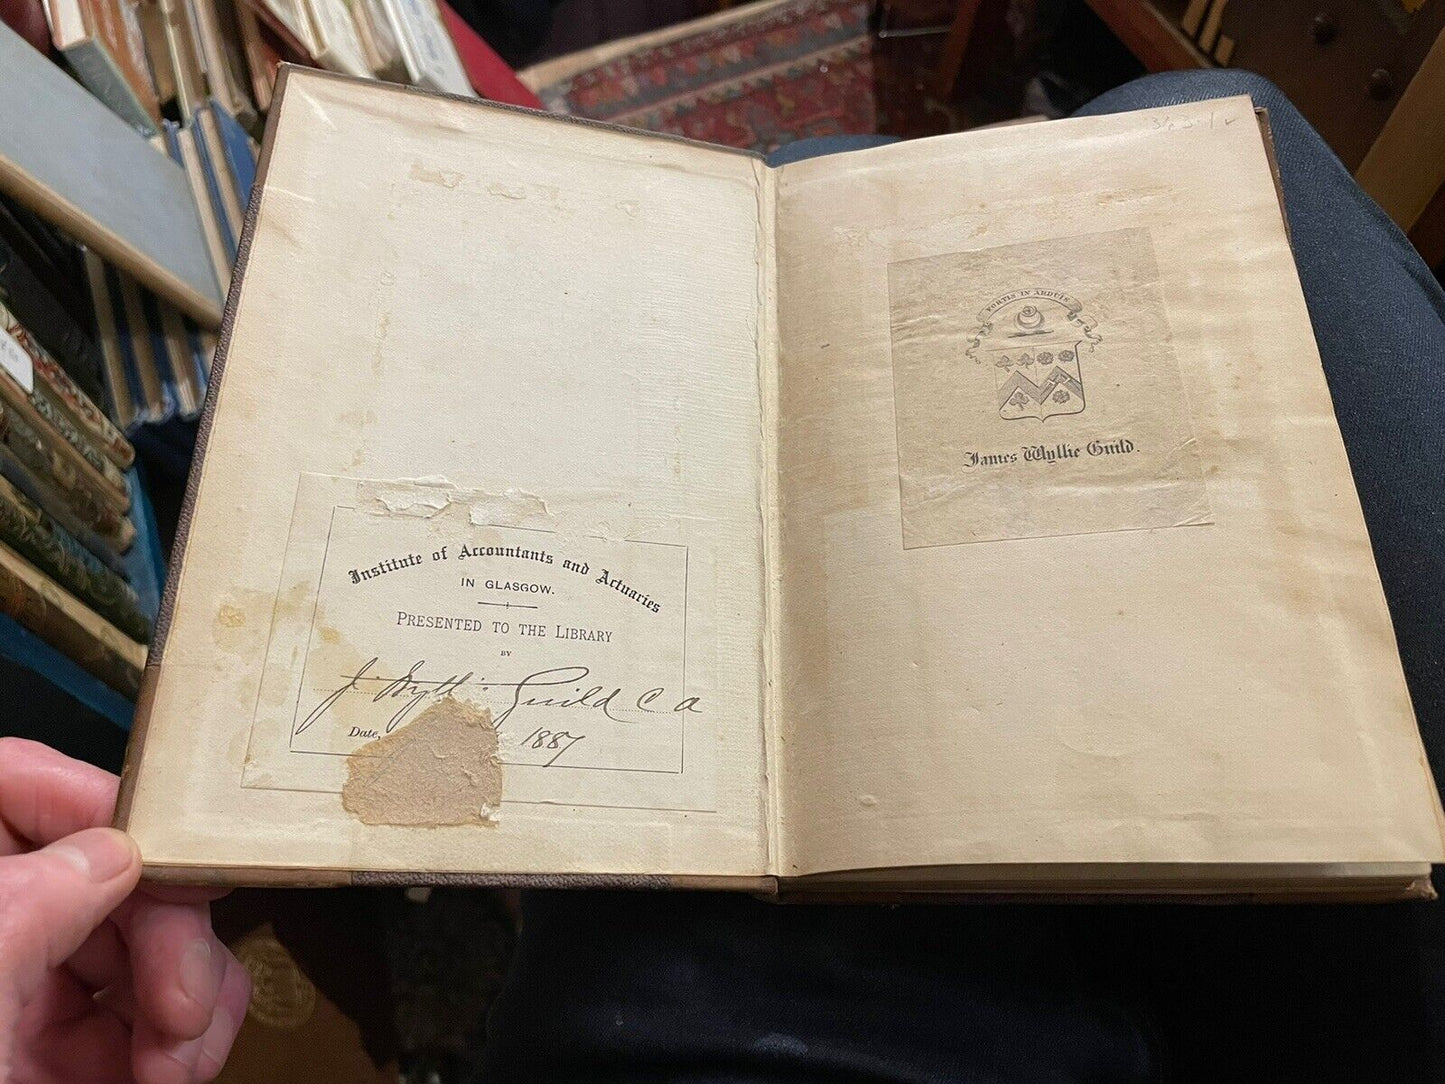 Institute of Accountants and Actuaries
IN GLASGOW.
PRESENTED TO THE LIBRARY
BY
J. Wyllie Guild C A
Date, 1887
FORTIS IN ARDUIS
James Wyllie Guild.